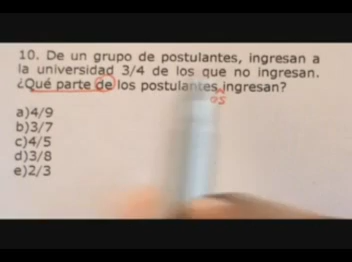 10. De un grupo de postulantes, ingresan a
la universidad 3/4 de los que no ingresan.
¿Qué parte de los postulantes ingresan?
os
a)4/9
b)3/7
c)4/5
d)3/8
e)2/3